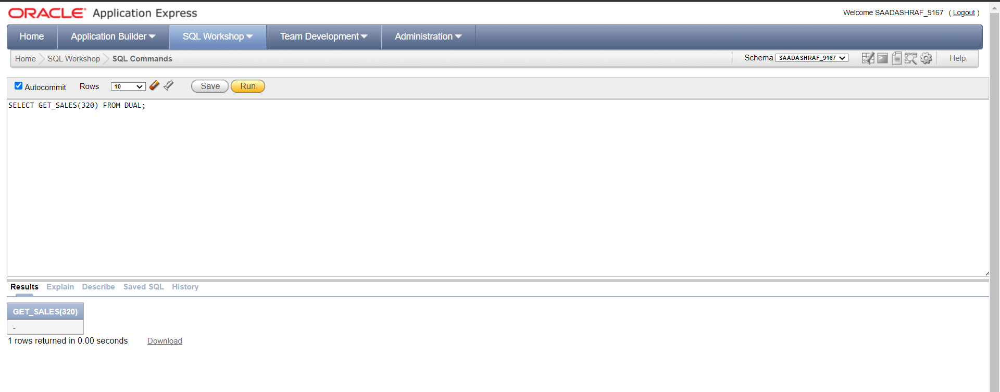 ORACLE Application Express
Welcome SAADASHRAF_9167 ( Logout )
Home Application Builder SQL Workshop Team Development Administration
Home SQL Workshop SQL Commands Schema SAADASHRAF_9167 Help
Autocommit Rows 10 Save Run
SELECT GET_SALES(320) FROM DUAL;
Results Explain Describe Saved SQL History
GET_SALES(320)
-
1 rows returned in 0.00 seconds Download